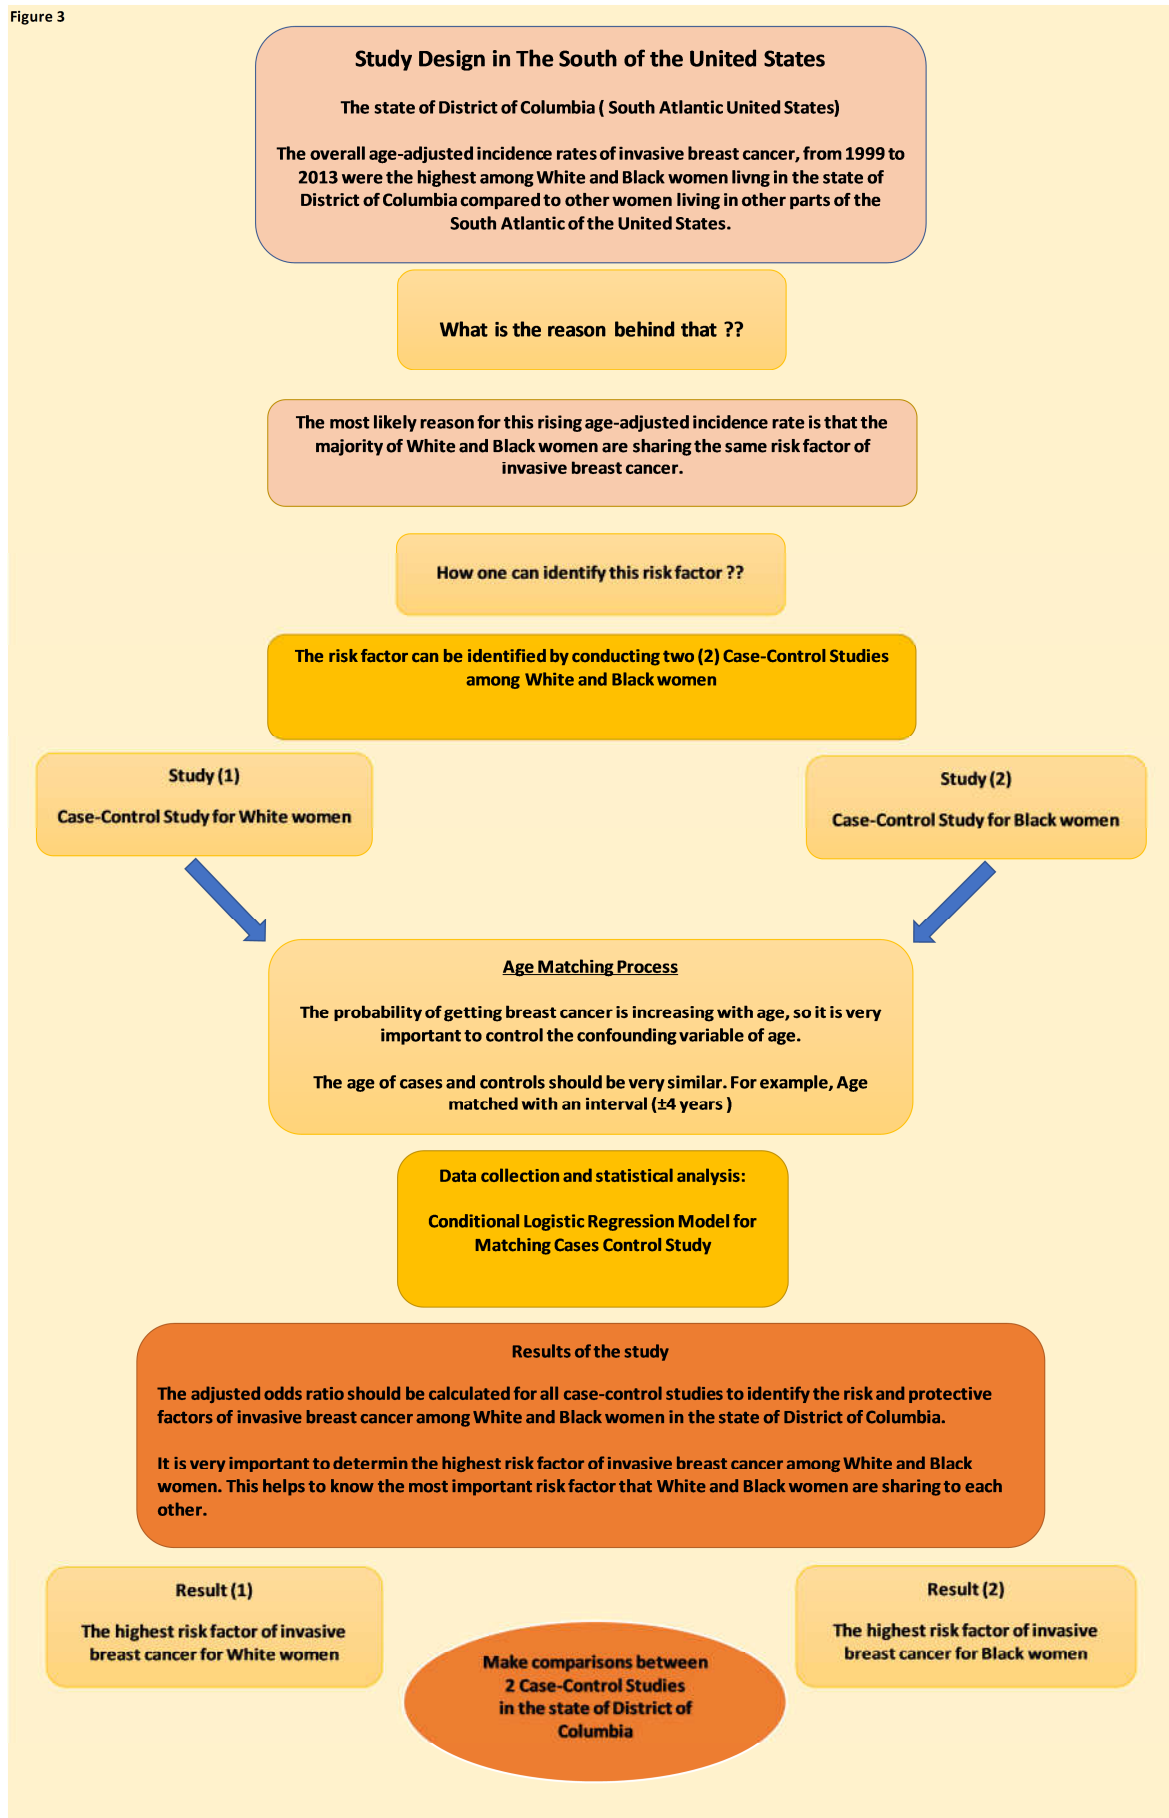 Figure 3
Study Design in The South of the United States
The state of District of Columbia ( South Atlantic United States)
The overall age-adjusted incidence rates of invasive breast cancer, from 1999 to
2013 were the highest among White and Black women livng in the state of
District of Columbia compared to other women living in other parts of the
South Atlantic of the United States.
What is the reason behind that ??
The most likely reason for this rising age-adjusted incidence rate is that the
majority of White and Black women are sharing the same risk factor of
invasive breast cancer.
How one can identify this risk factor ??
The risk factor can be identified by conducting two (2) Case-Control Studies
among White and Black women
Study (1)
Case-Control Study for White women
Study (2)
Case-Control Study for Black women
Age Matching Process
The probability of getting breast cancer is increasing with age, so it is very
important to control the confounding variable of age.
The age of cases and controls should be very similar. For example, Age
matched with an interval (±4 years )
Data collection and statistical analysis:
Conditional Logistic Regression Model for
Matching Cases Control Study
Results of the study
The adjusted odds ratio should be calculated for all case-control studies to identify the risk and protective
factors of invasive breast cancer among White and Black women in the state of District of Columbia.
It is very important to determin the highest risk factor of invasive breast cancer among White and Black
women. This helps to know the most important risk factor that White and Black women are sharing to each
other.
Result (1)
The highest risk factor of invasive
breast cancer for White women
Result (2)
The highest risk factor of invasive
breast cancer for Black women
Make comparisons between
2 Case-Control Studies
in the state of District of
Columbia